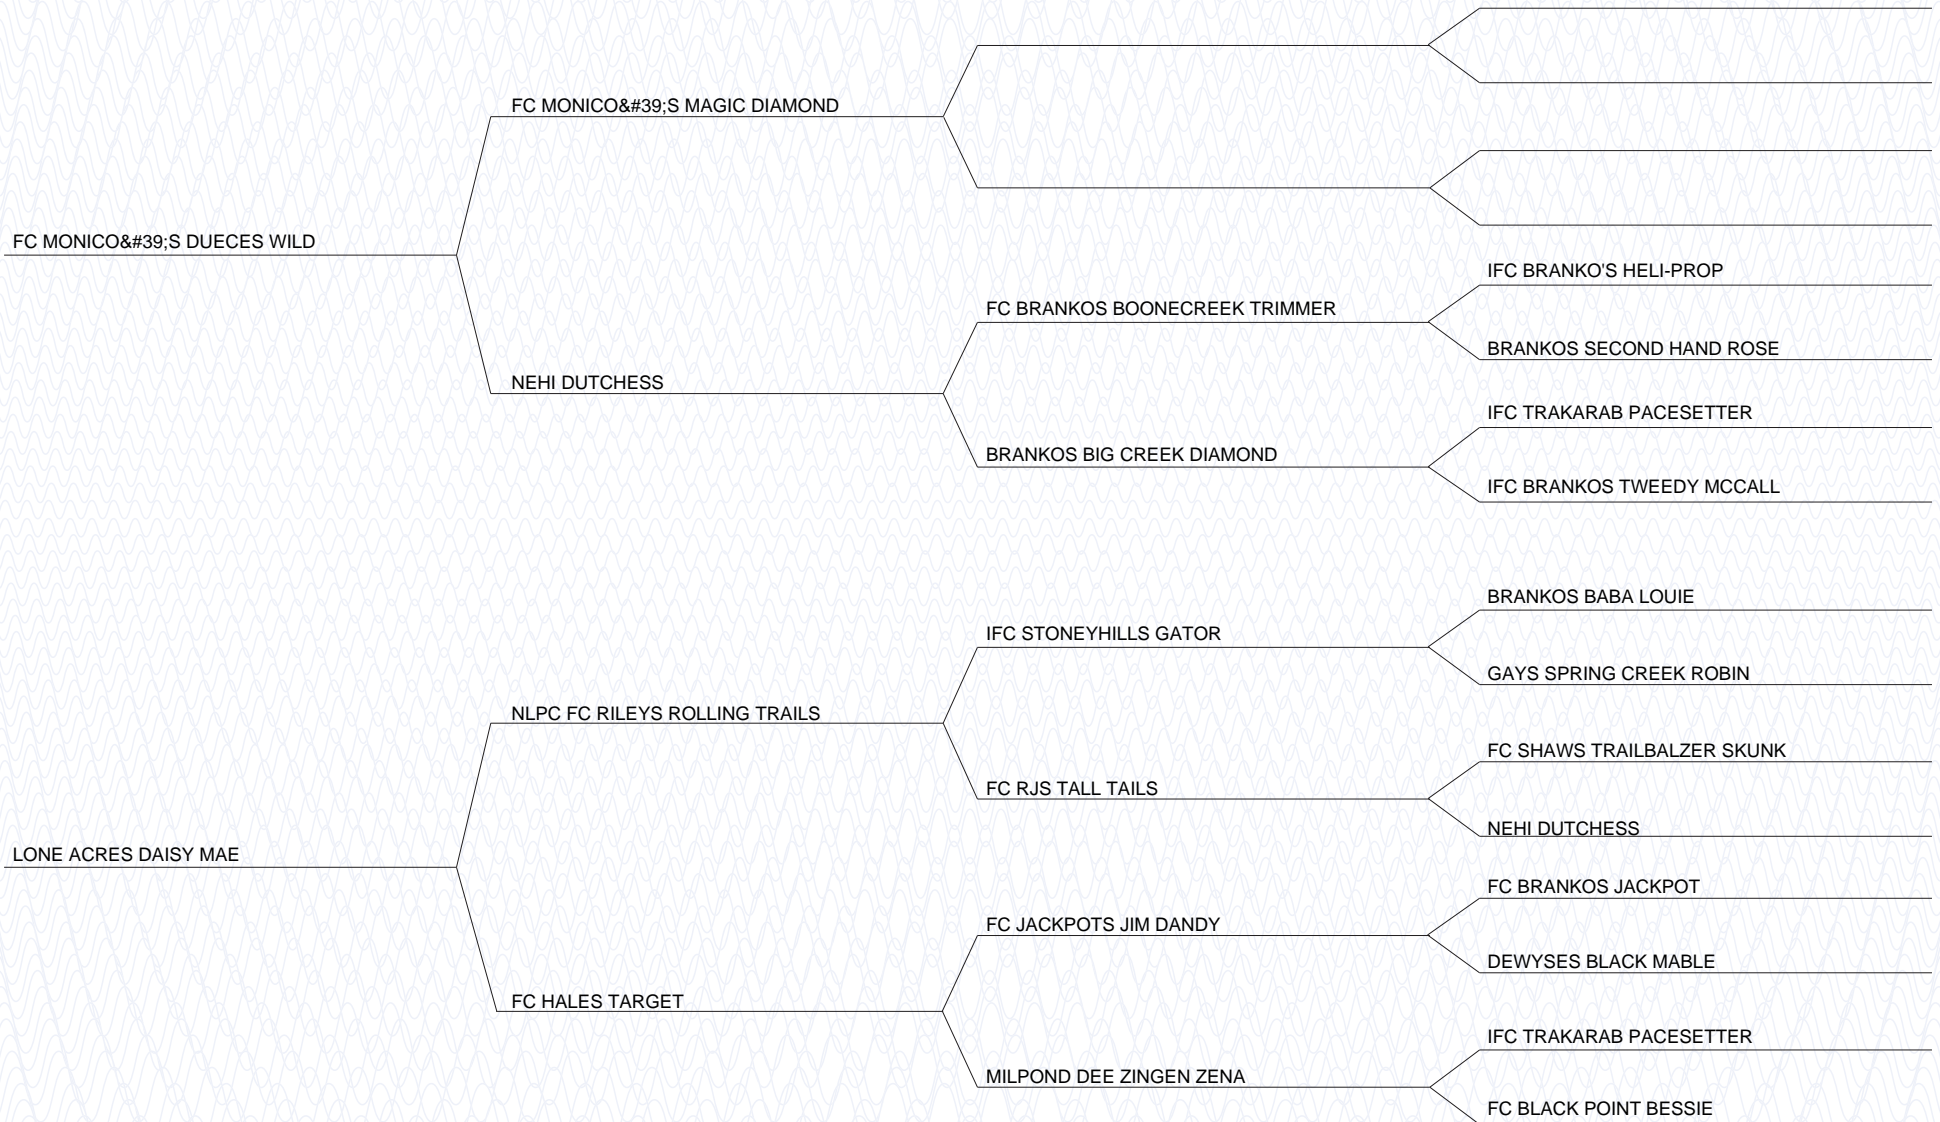 FC MONICO&#39;S DUECES WILD
FC MONICO&#39;S MAGIC DIAMOND
NEHI DUTCHESS
FC BRANKOS BOONECREEK TRIMMER
IFC BRANKO'S HELI-PROP
BRANKOS SECOND HAND ROSE
BRANKOS BIG CREEK DIAMOND
IFC TRAKARAB PACESETTER
IFC BRANKOS TWEEDY MCCALL
LONE ACRES DAISY MAE
NLPC FC RILEYS ROLLING TRAILS
IFC STONEYHILLS GATOR
BRANKOS BABA LOUIE
GAYS SPRING CREEK ROBIN
FC RJS TALL TAILS
FC SHAWS TRAILBALZER SKUNK
NEHI DUTCHESS
FC HALES TARGET
FC JACKPOTS JIM DANDY
FC BRANKOS JACKPOT
DEWYSES BLACK MABLE
MILPOND DEE ZINGEN ZENA
IFC TRAKARAB PACESETTER
FC BLACK POINT BESSIE